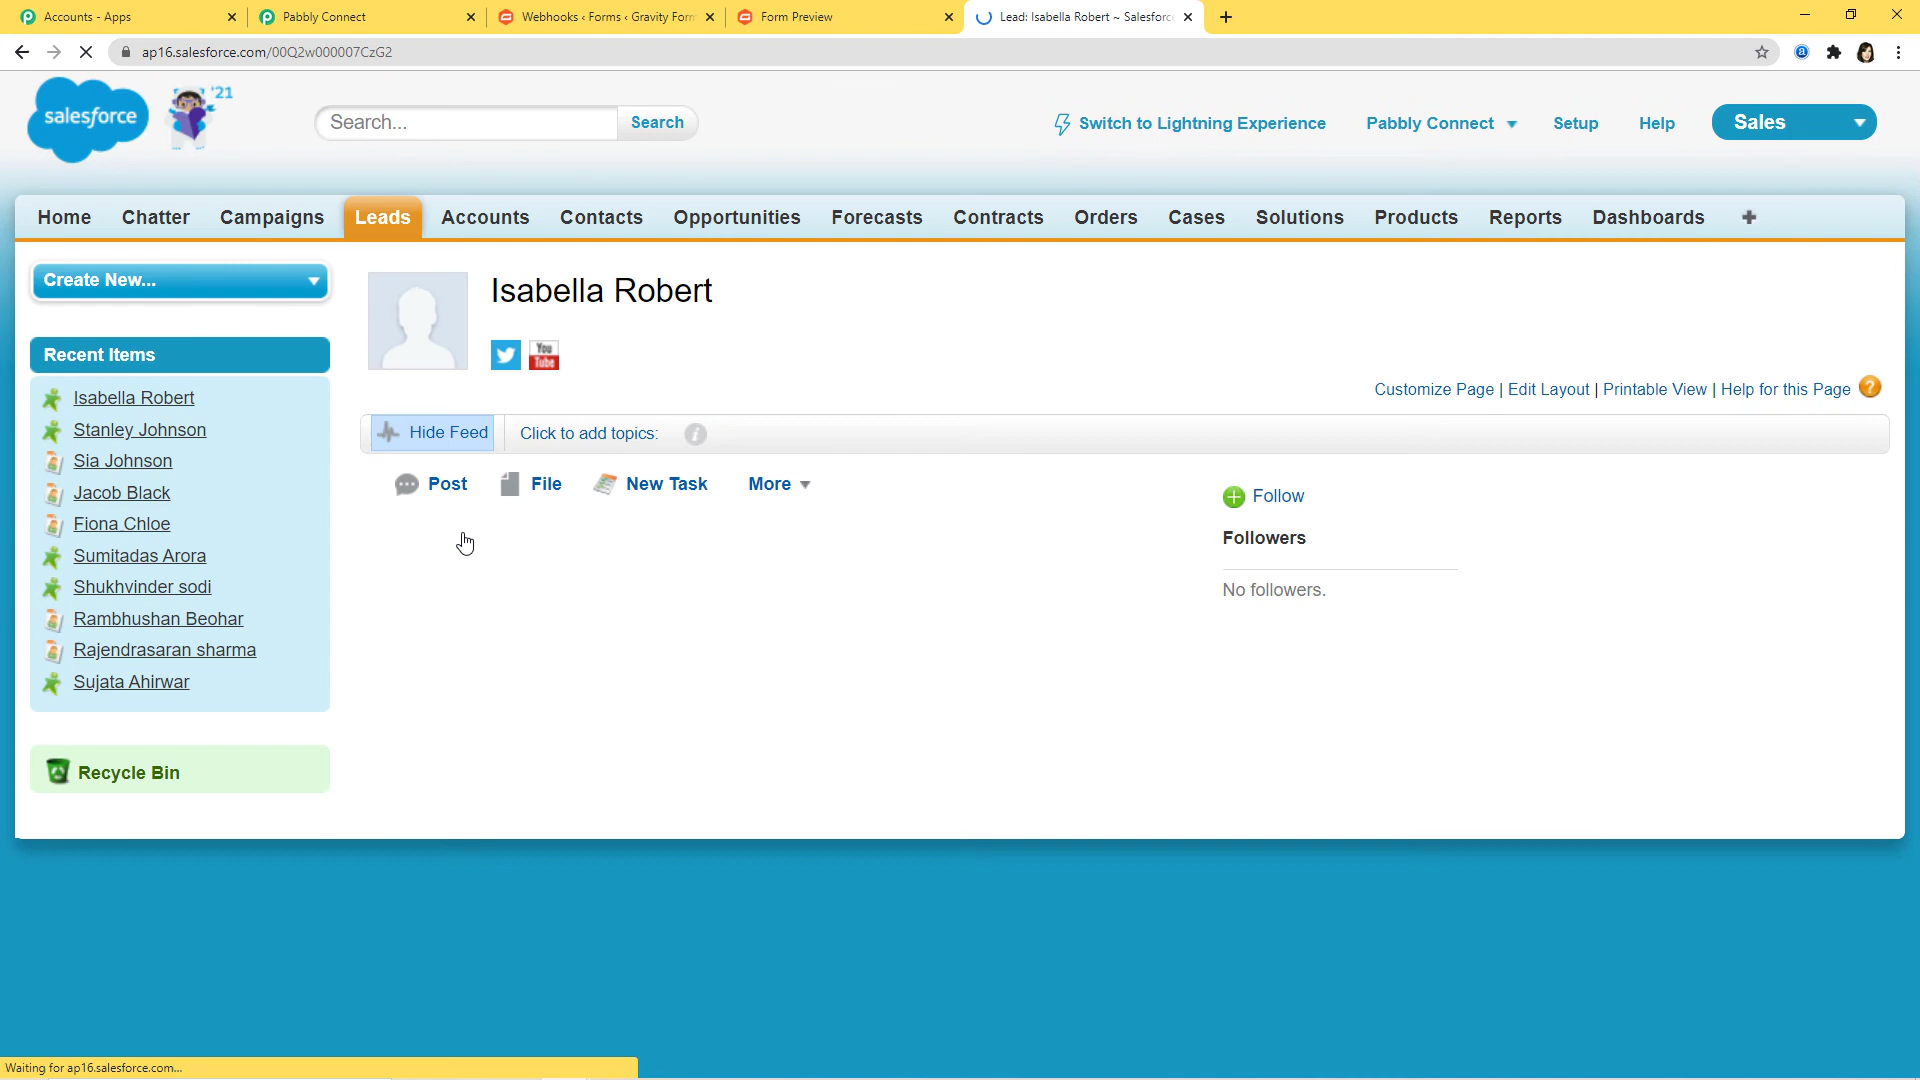 Accounts - Apps
Pabbly Connect
Webhooks ‹ Forms ‹ Gravity Form
Form Preview
Lead: Isabella Robert ~ Salesforc
ap16.salesforce.com/00Q2w000007CzG2
salesforce
'21
Search...
Search
Switch to Lightning Experience
Pabbly Connect
Setup
Help
Sales
Home
Chatter
Campaigns
Leads
Accounts
Contacts
Opportunities
Forecasts
Contracts
Orders
Cases
Solutions
Products
Reports
Dashboards
Create New...
Isabella Robert
You
Tube
Recent Items
Customize Page | Edit Layout | Printable View | Help for this Page
Isabella Robert
Stanley Johnson
Sia Johnson
Jacob Black
Fiona Chloe
Sumitadas Arora
Shukhvinder sodi
Rambhushan Beohar
Rajendrasaran sharma
Sujata Ahirwar
Hide Feed
Click to add topics:
Post
File
New Task
More
Follow
Followers
No followers.
Recycle Bin
Waiting for ap16.salesforce.com...